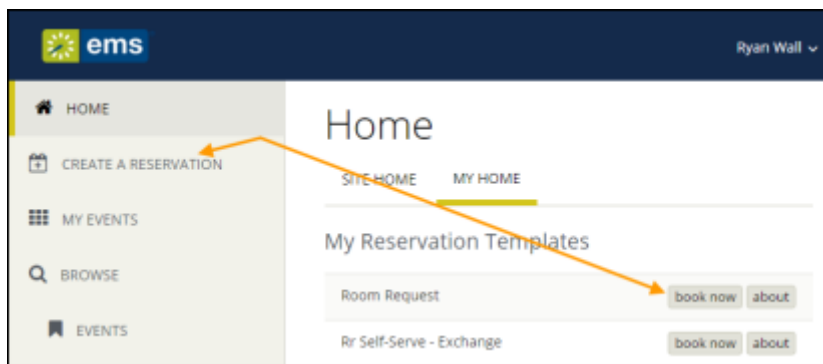 ems
Ryan Wall
HOME
CREATE A RESERVATION
MY EVENTS
BROWSE
EVENTS
Home
SITE HOME MY HOME
My Reservation Templates
Room Request book now about
Rr Self-Serve - Exchange book now about